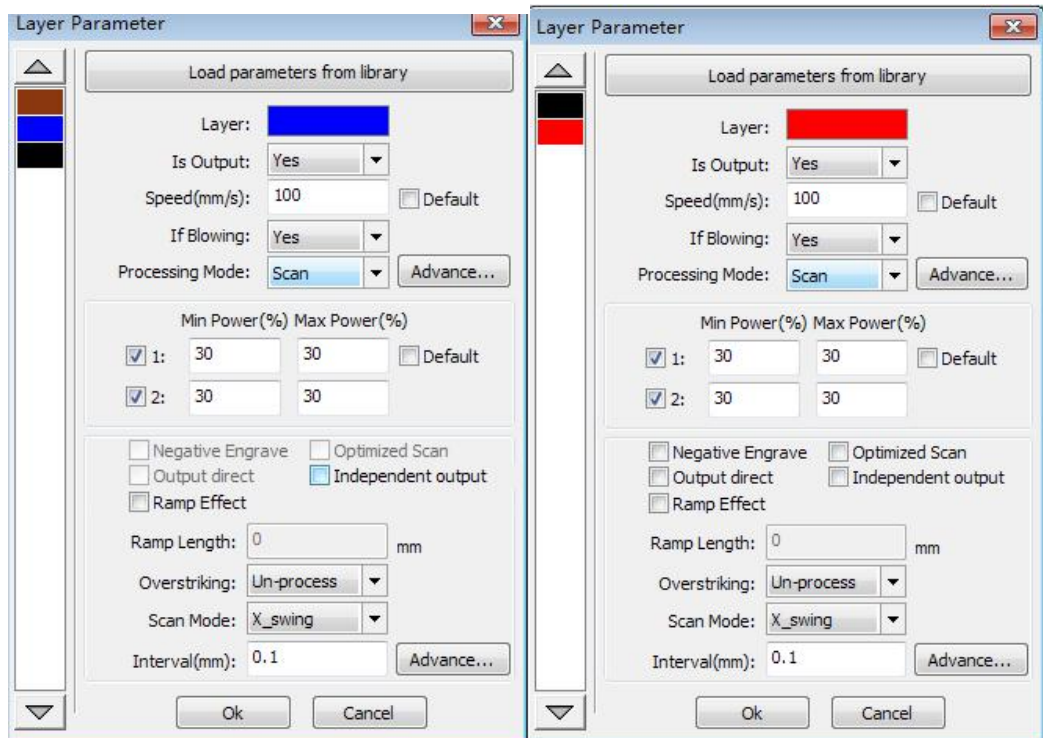 Layer Parameter
Load parameters from library
Layer:
Is Output: Yes
Speed(mm/s): 100 Default
If Blowing: Yes
Processing Mode: Scan Advance...
Min Power(%) Max Power(%)
1: 30 30 Default
2: 30 30
Negative Engrave Optimized Scan
Output direct Independent output
Ramp Effect
Ramp Length: 0 mm
Overstriking: Un-process
Scan Mode: X_swing
Interval(mm): 0.1 Advance...
Ok Cancel
Layer Parameter
Load parameters from library
Layer:
Is Output: Yes
Speed(mm/s): 100 Default
If Blowing: Yes
Processing Mode: Scan Advance...
Min Power(%) Max Power(%)
1: 30 30 Default
2: 30 30
Negative Engrave Optimized Scan
Output direct Independent output
Ramp Effect
Ramp Length: 0 mm
Overstriking: Un-process
Scan Mode: X_swing
Interval(mm): 0.1 Advance...
Ok Cancel